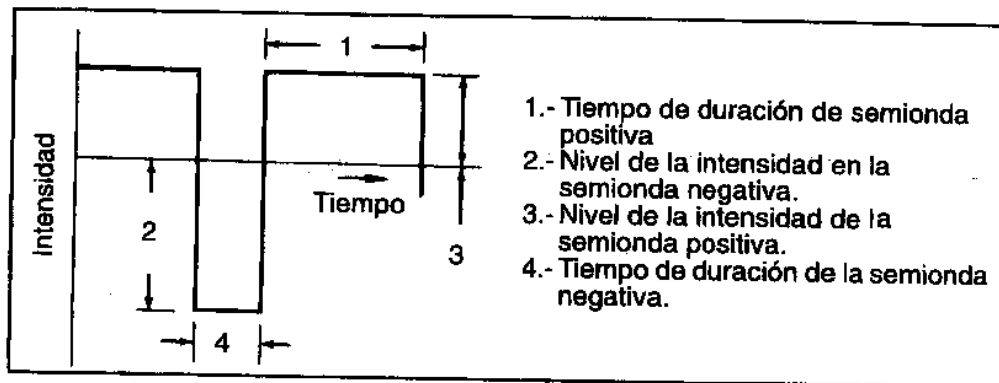 Intensidad
1
2
Tiempo
3
4
1.- Tiempo de duración de semionda
positiva
2.- Nivel de la intensidad en la
semionda negativa.
3.- Nivel de la intensidad de la
semionda positiva.
4.- Tiempo de duración de la semionda
negativa.